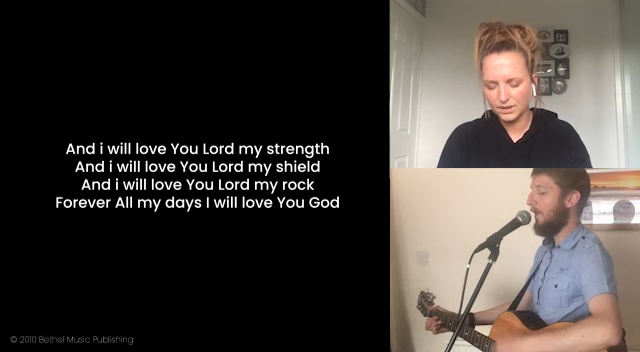 And i will love You Lord my strength
And i will love You Lord my shield
And i will love You Lord my rock
Forever All my days I will love You God
© 2010 Bethel Music Publishing